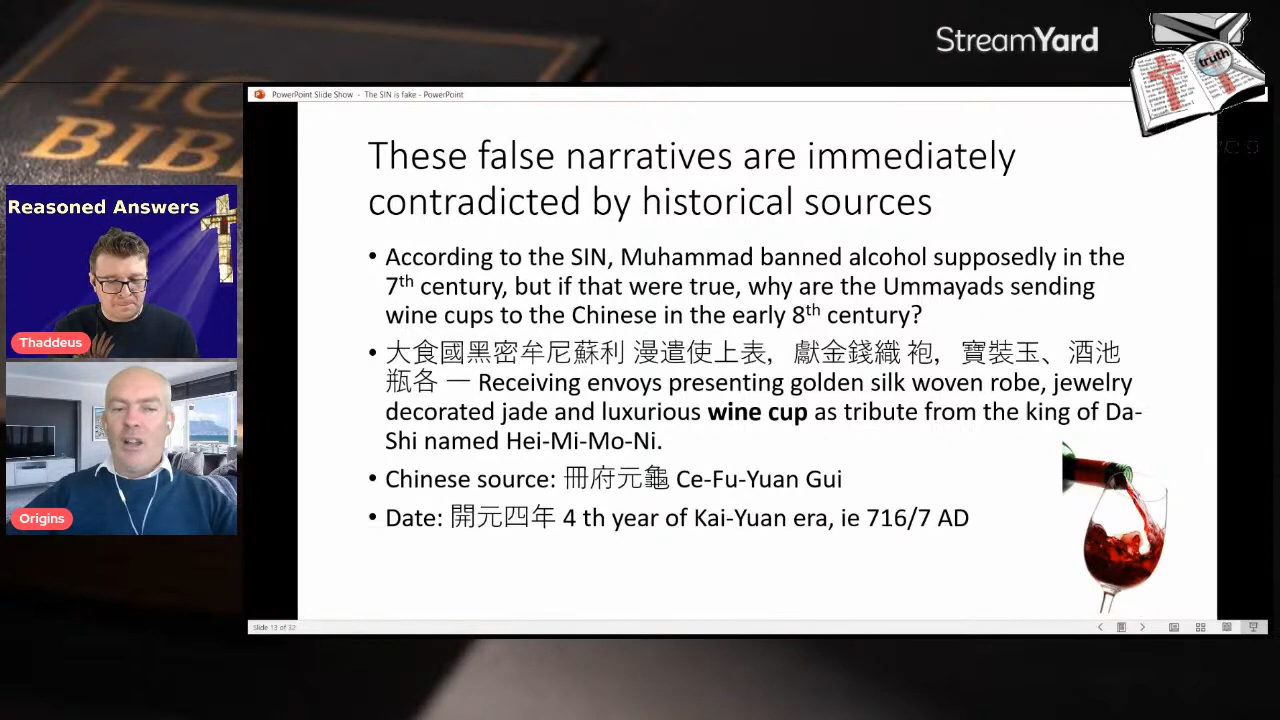 StreamYard
truth
HO
BIB
PowerPoint Slide Show - The SIN is fake - PowerPoint
These false narratives are immediately
contradicted by historical sources
• According to the SIN, Muhammad banned alcohol supposedly in the
7th century, but if that were true, why are the Ummayads sending
wine cups to the Chinese in the early 8th century?
• 大食國黑密牟尼蘇利 漫遣使上表，獻金錢織 袍，寶裝玉、酒池
瓶各 一 Receiving envoys presenting golden silk woven robe, jewelry
decorated jade and luxurious wine cup as tribute from the king of Da-
Shi named Hei-Mi-Mo-Ni.
• Chinese source: 冊府元龜 Ce-Fu-Yuan Gui
• Date: 開元四年 4 th year of Kai-Yuan era, ie 716/7 AD
Slide 13 of 32
Reasoned Answers
Thaddeus
Origins